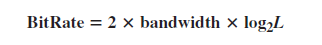 BitRate = 2 × bandwidth × log₂L